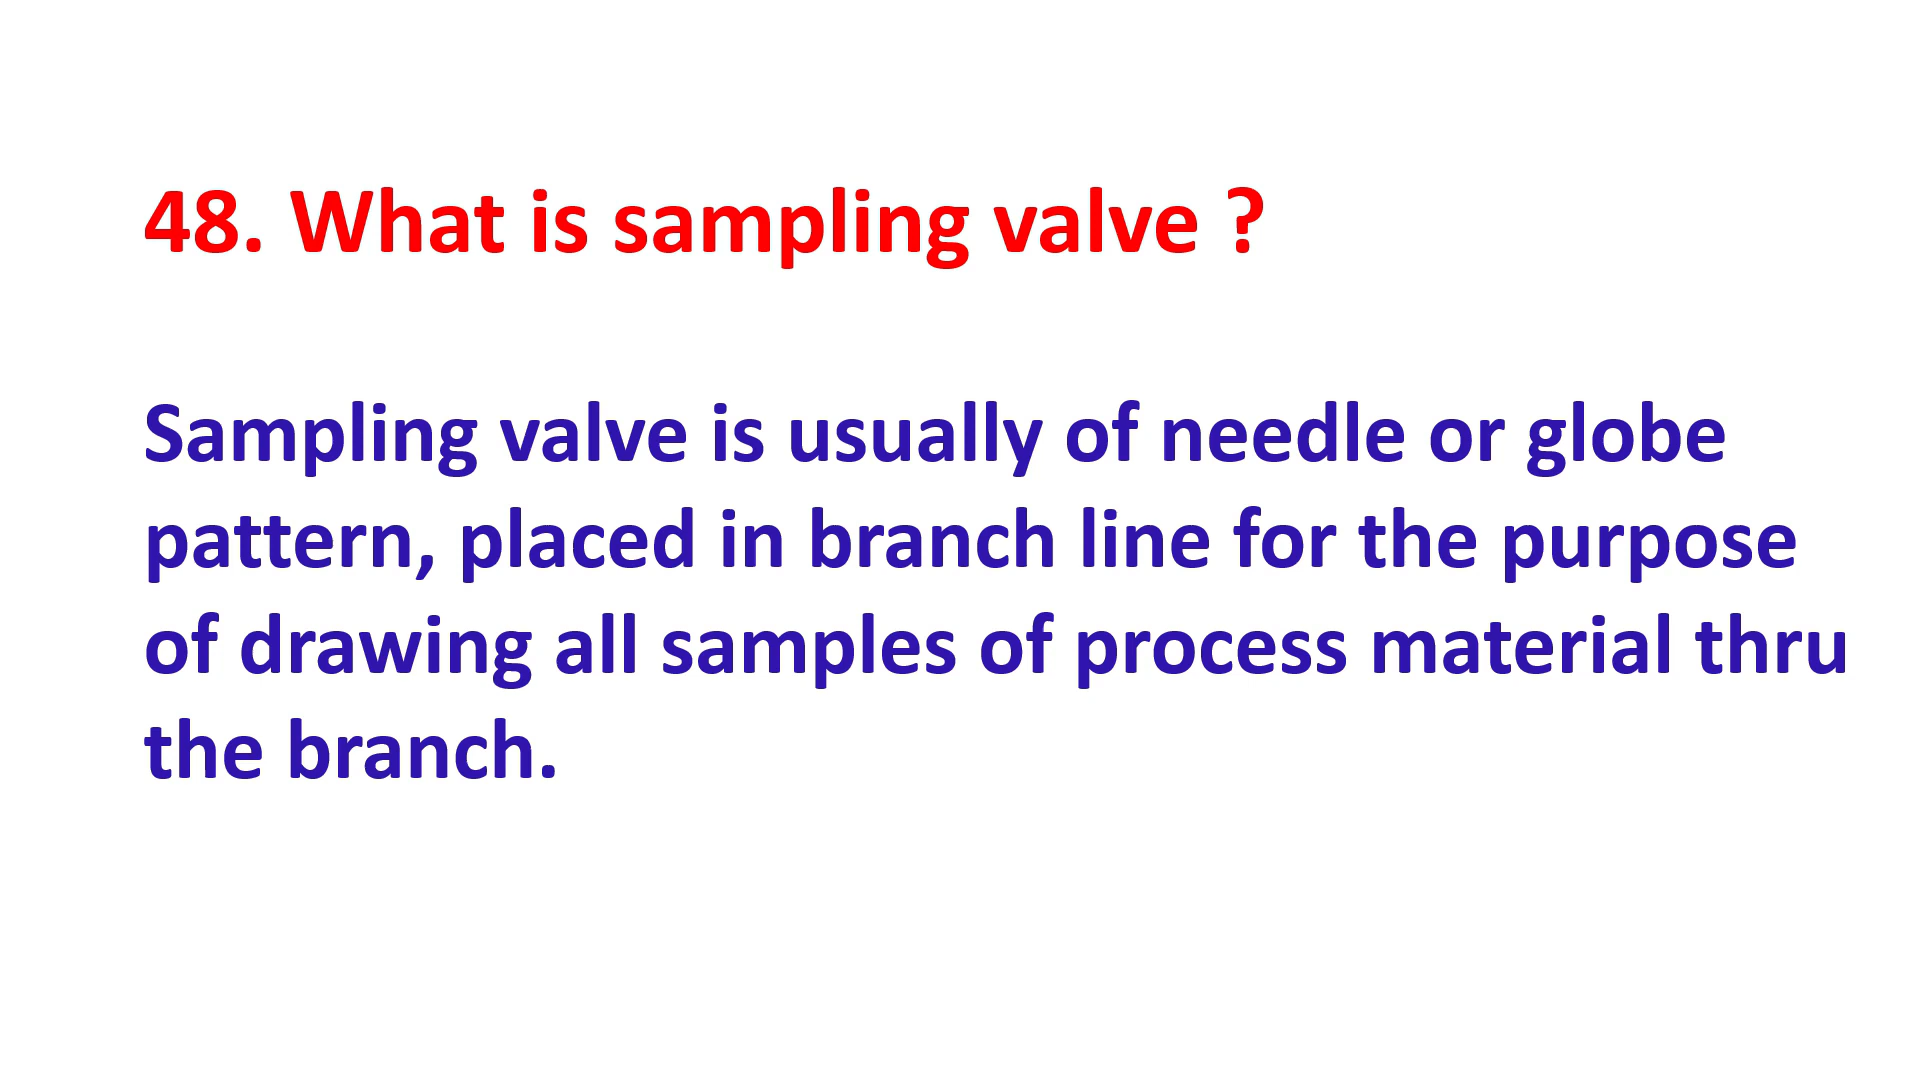 48. What is sampling valve ?
Sampling valve is usually of needle or globe
pattern, placed in branch line for the purpose
of drawing all samples of process material thru
the branch.